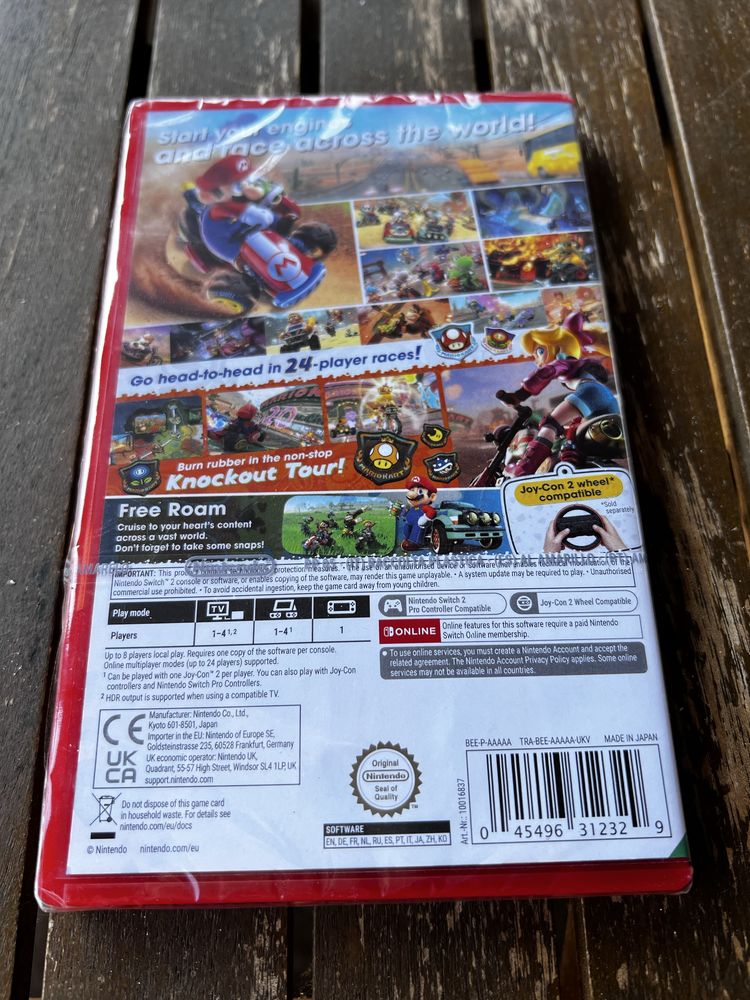 Start your engines
and race across the world!
Go head-to-head in 24-player races!
Burn rubber in the non-stop
Knockout Tour!
Joy-Con 2 wheel*
compatible
*Sold
separately
Free Roam
Cruise to your heart's content
across a vast world.
Don't forget to take some snaps!
IMPORTANT: This product
Nintendo Switch™ 2 console or software, or enables copying of the software, may render this game unplayable. • A system update may be required to play. • Unauthorised
commercial use prohibited. • To avoid accidental ingestion, keep the game card away from young children.
Play mode
TV
Players
1–4¹,²
1–4¹
1
Nintendo Switch 2
Pro Controller Compatible
Joy-Con 2 Wheel Compatible
ONLINE
Online features for this software require a paid Nintendo
Switch Online membership.
• To use online services, you must create a Nintendo Account and accept the
related agreement. The Nintendo Account Privacy Policy applies. Some online
services may not be available in all countries.
Up to 8 players local play. Requires one copy of the software per console.
Online multiplayer modes (up to 24 players) supported.
¹ Can be played with one Joy-Con™ 2 per player. You can also play with Joy-Con
controllers and Nintendo Switch Pro Controllers.
² HDR output is supported when using a compatible TV.
CE
UK
CA
Manufacturer: Nintendo Co., Ltd.,
Kyoto 601-8501, Japan
Importer in the EU: Nintendo of Europe SE,
Goldsteinstrasse 235, 60528 Frankfurt, Germany
UK economic operator: Nintendo UK,
Quadrant, 55-57 High Street, Windsor SL4 1LP, UK
support.nintendo.com
Do not dispose of this game card
in household waste. For details see
nintendo.com/eu/docs
© Nintendo nintendo.com/eu
Original
Nintendo
Seal of
Quality
TM
SOFTWARE
EN, DE, FR, NL, RU, ES, PT, IT, JA, ZH, KO
BEE-P-AAAAA TRA-BEE-AAAAA-UKV MADE IN JAPAN
Art.-Nr.: 10016837
0 45496 31232 9